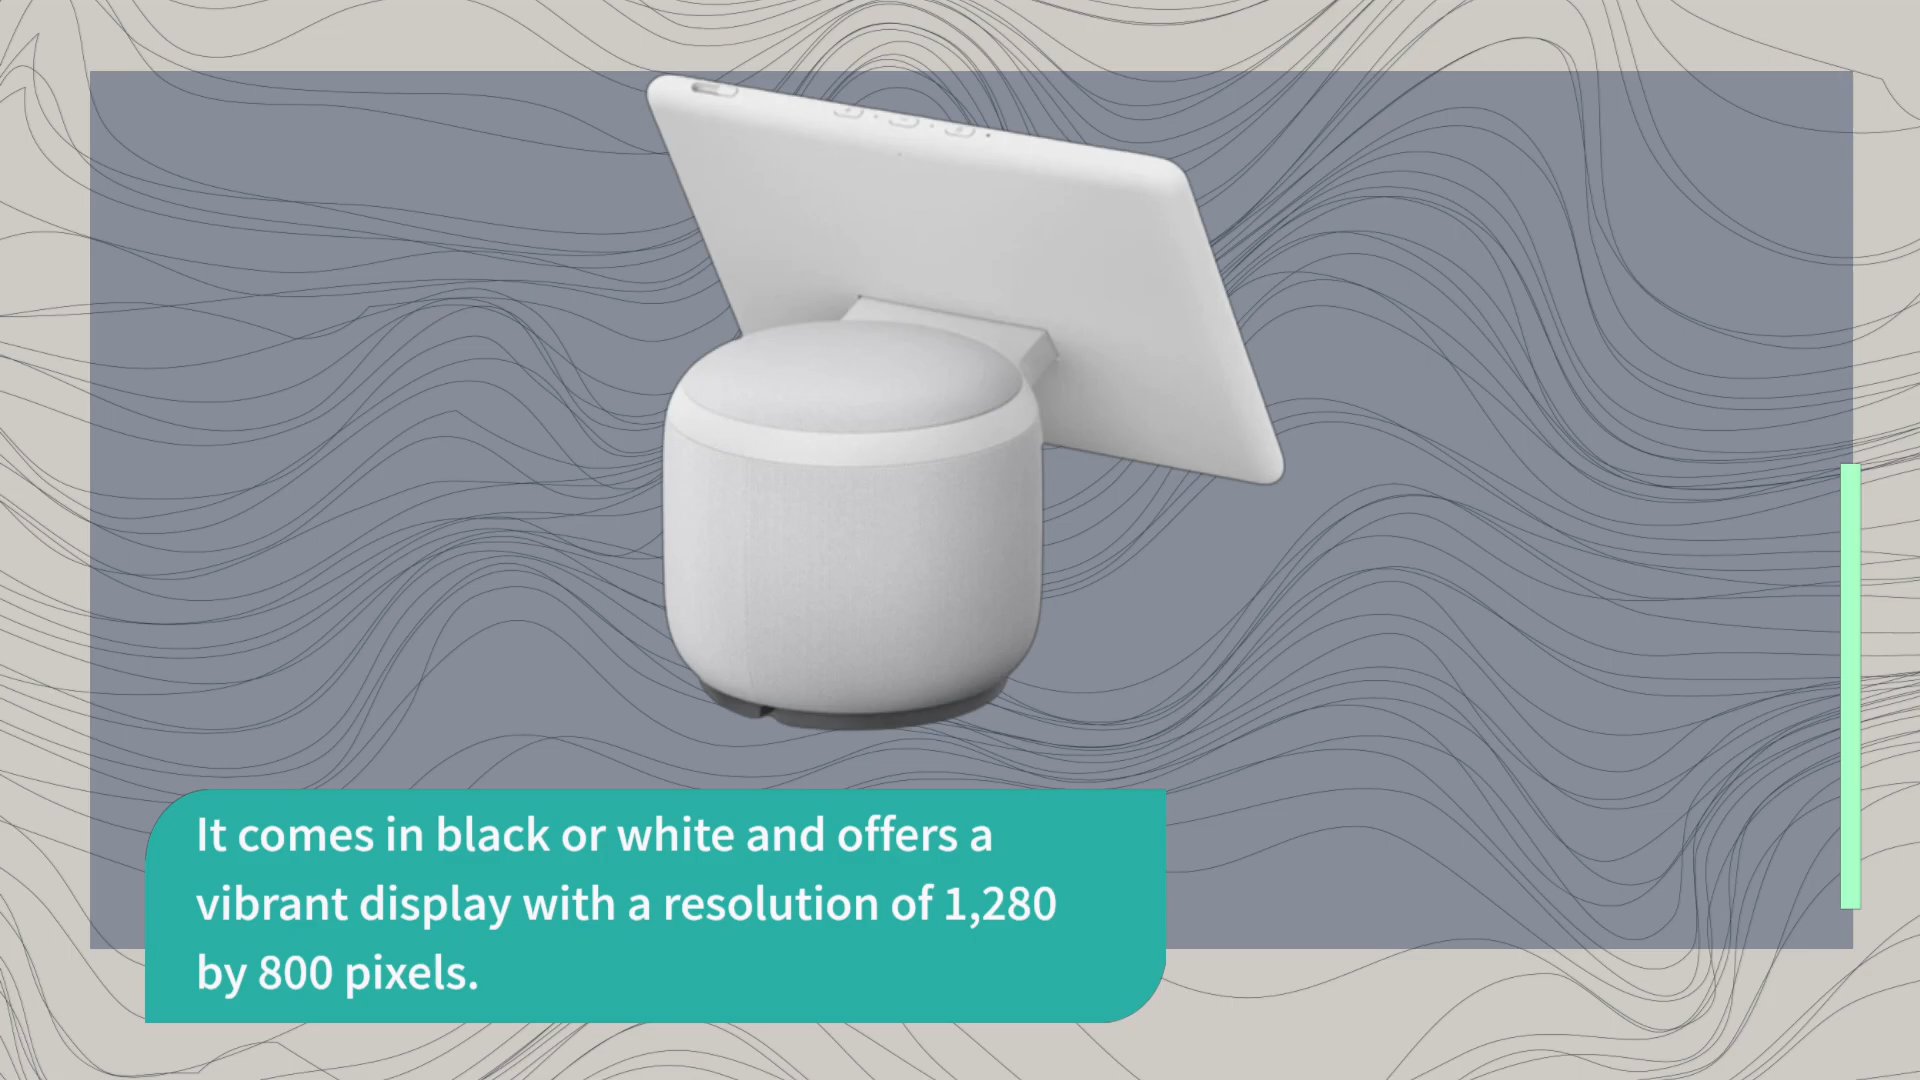 It comes in black or white and offers a
vibrant display with a resolution of 1,280
by 800 pixels.